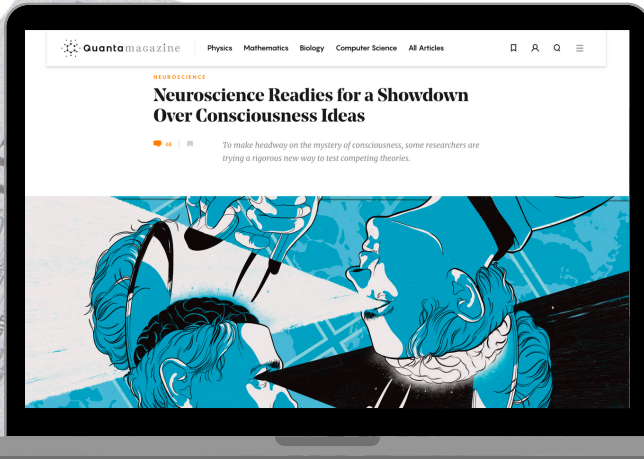 Quantamagazine Physics Mathematics Biology Computer Science All Articles
NEUROSCIENCE
Neuroscience Readies for a Showdown
Over Consciousness Ideas
68
To make headway on the mystery of consciousness, some researchers are
trying a rigorous new way to test competing theories.